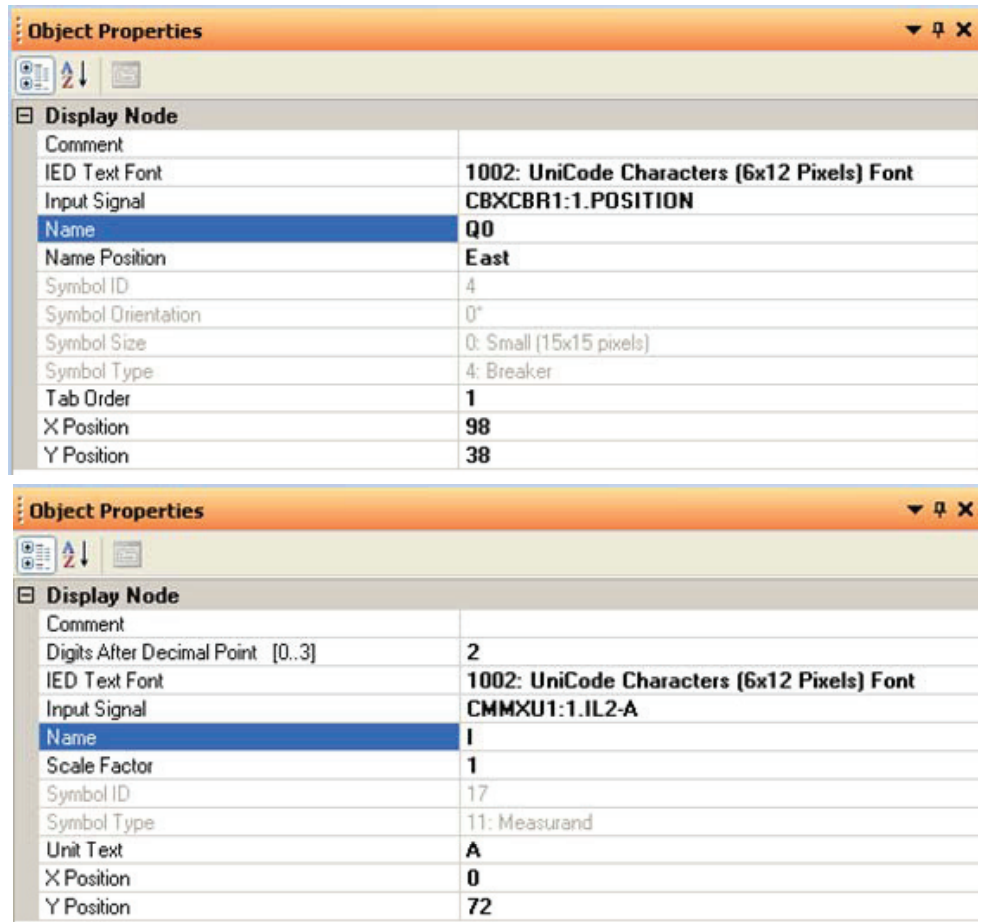 Object Properties
Display Node
Comment
IED Text Font 1002: UniCode Characters (6x12 Pixels) Font
Input Signal CBXCBR1:1.POSITION
Name Q0
Name Position East
Symbol ID 4
Symbol Orientation 0°
Symbol Size 0: Small (15x15 pixels)
Symbol Type 4: Breaker
Tab Order 1
X Position 98
Y Position 38
Object Properties
Display Node
Comment
Digits After Decimal Point [0..3] 2
IED Text Font 1002: UniCode Characters (6x12 Pixels) Font
Input Signal CMMXU1:1.IL2-A
Name I
Scale Factor 1
Symbol ID 17
Symbol Type 11: Measurand
Unit Text A
X Position 0
Y Position 72